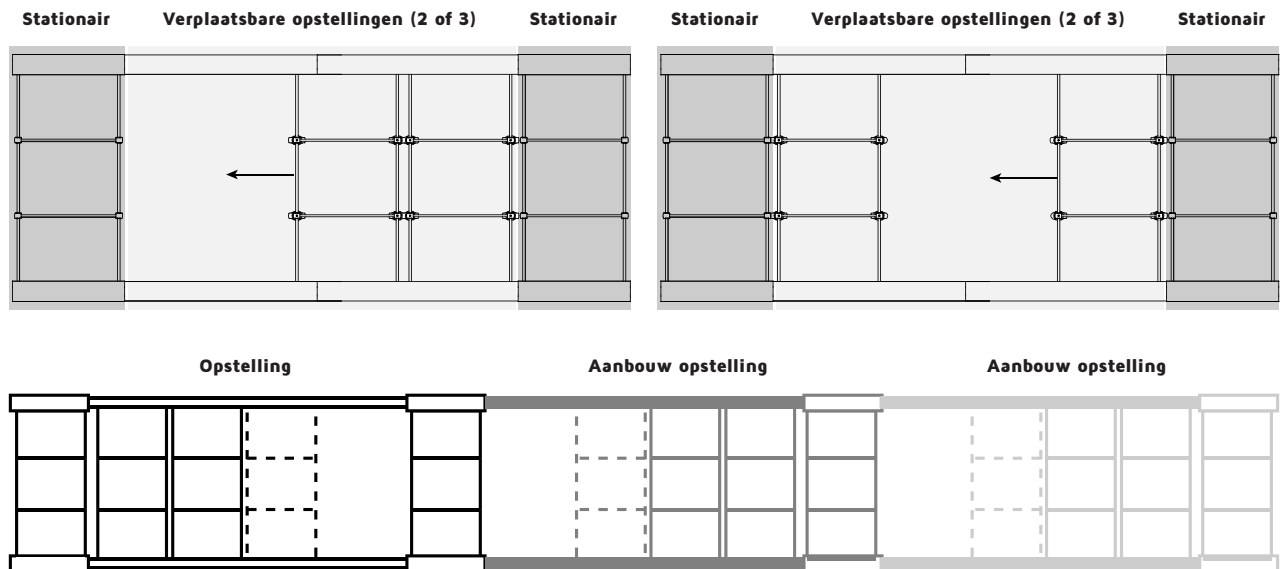 Stationair Verplaatsbare opstellingen (2 of 3) Stationair
Stationair Verplaatsbare opstellingen (2 of 3) Stationair
Opstelling Aanbouw opstelling Aanbouw opstelling